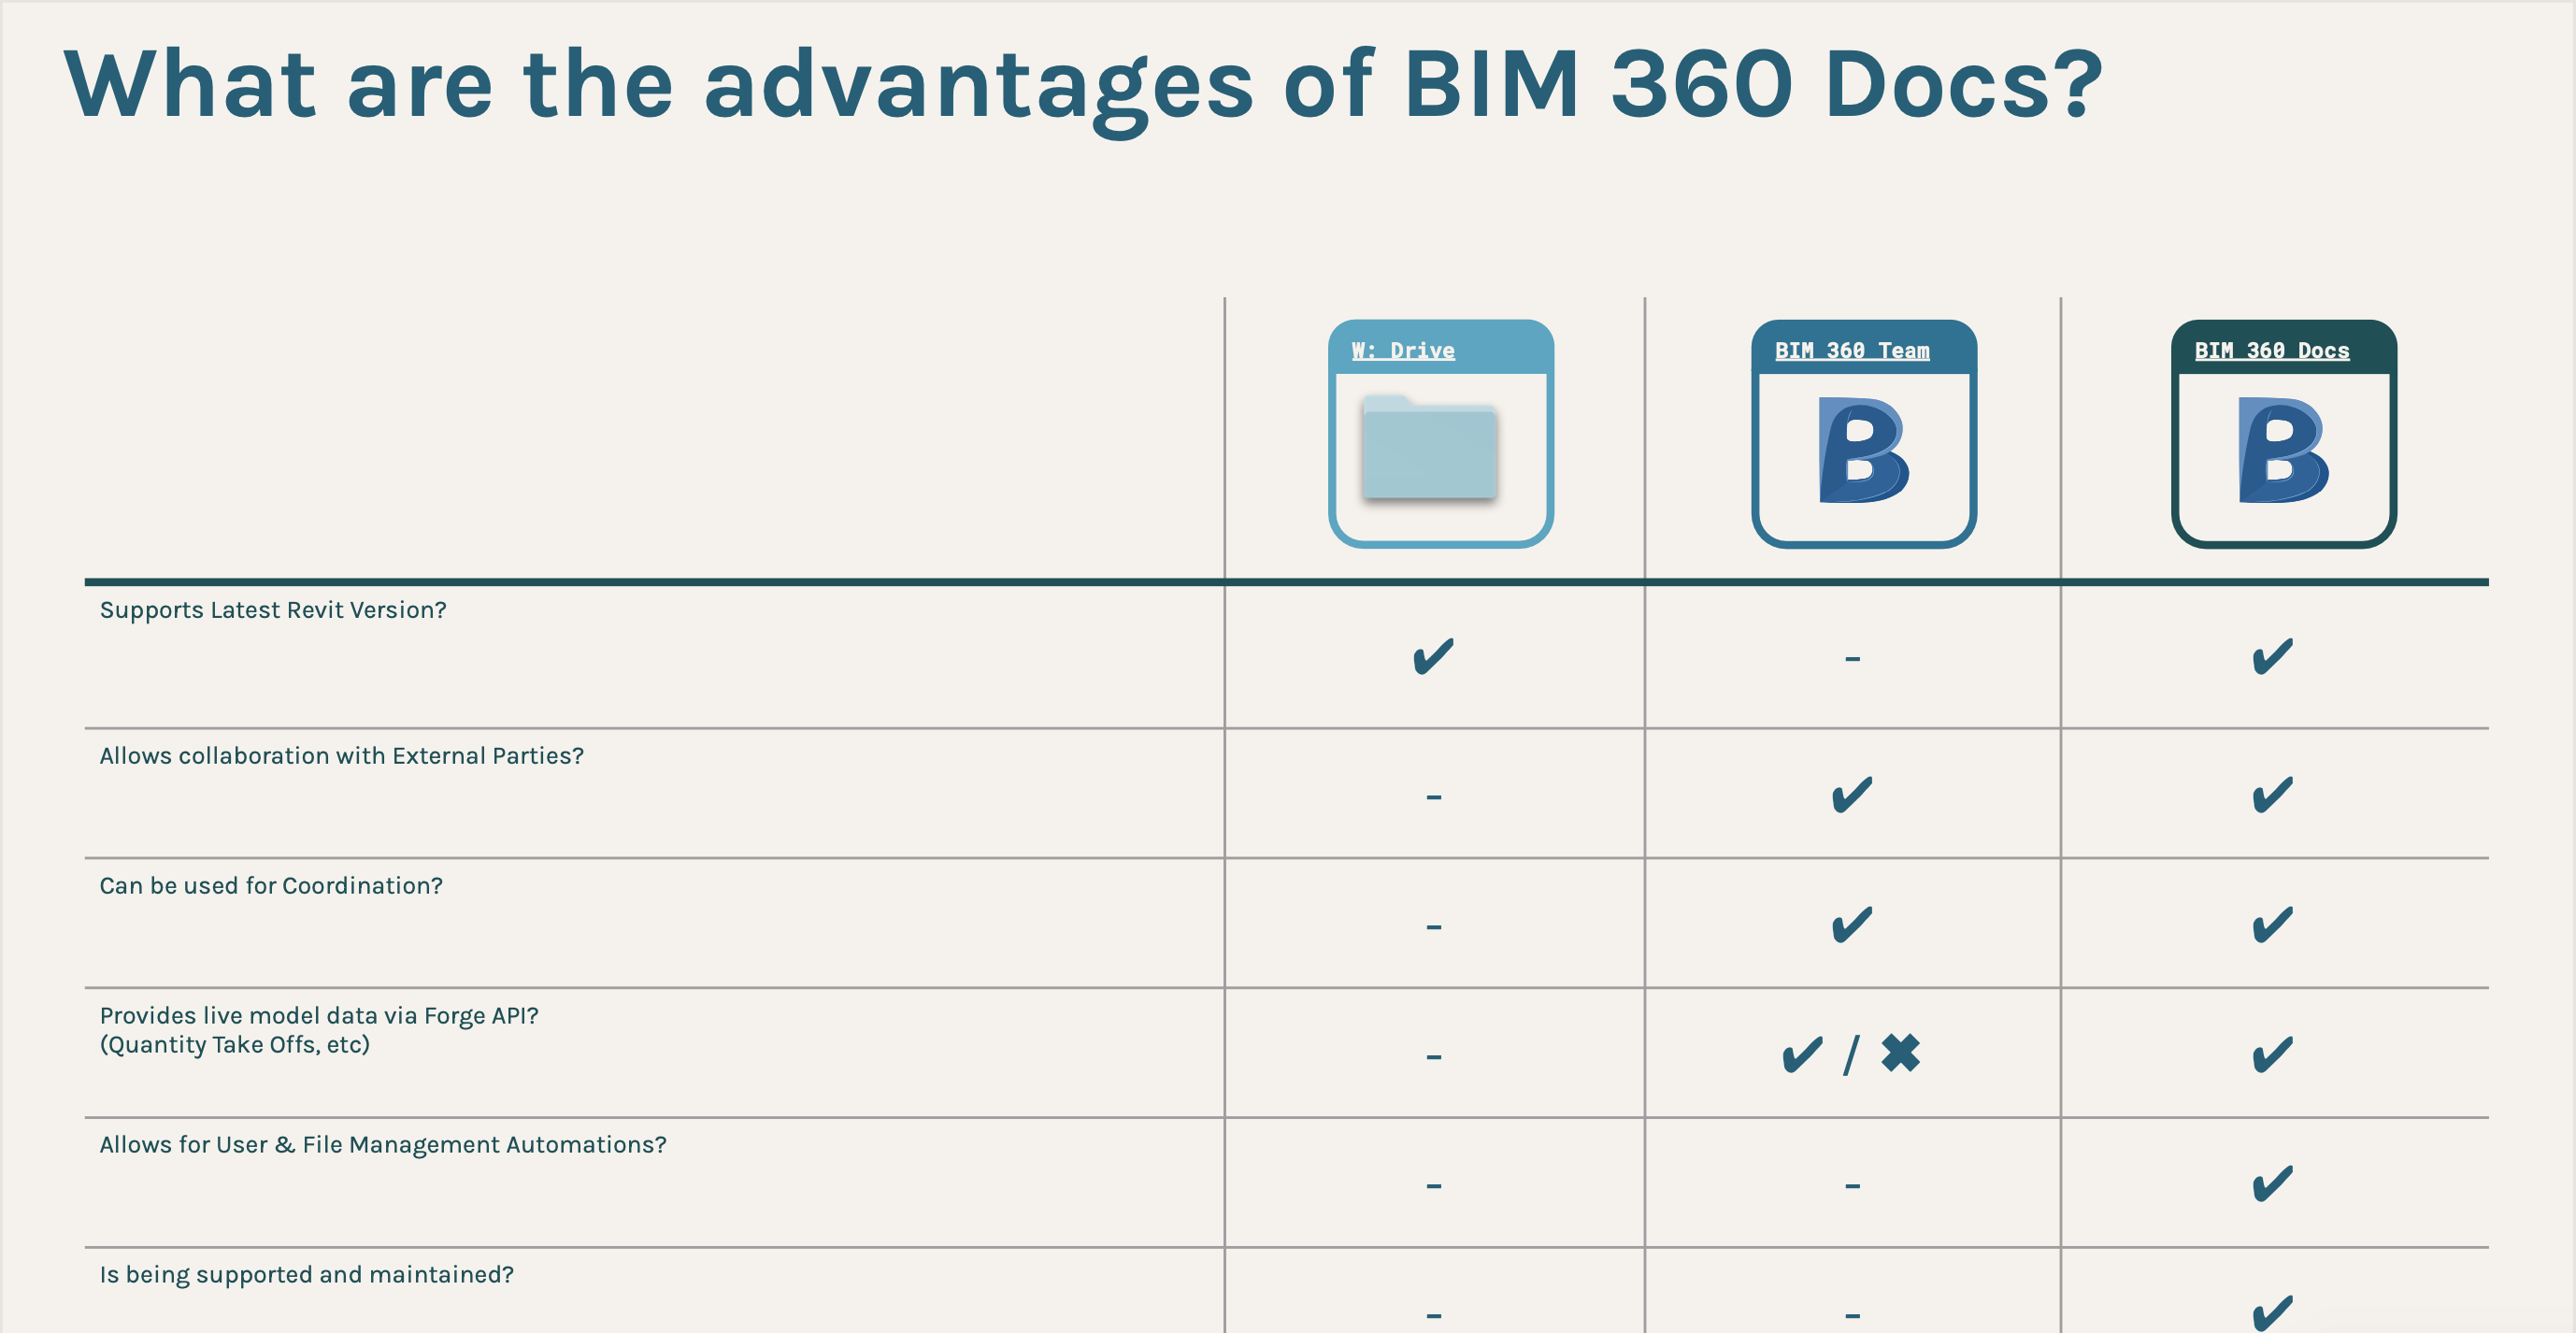 What are the advantages of BIM 360 Docs?
W: Drive
BIM 360 Team
BIM 360 Docs
Supports Latest Revit Version?
✔ - ✔
Allows collaboration with External Parties?
- ✔ ✔
Can be used for Coordination?
- ✔ ✔
Provides live model data via Forge API?
(Quantity Take Offs, etc)
- ✔ / ✖ ✔
Allows for User & File Management Automations?
- - ✔
Is being supported and maintained?
- - ✔